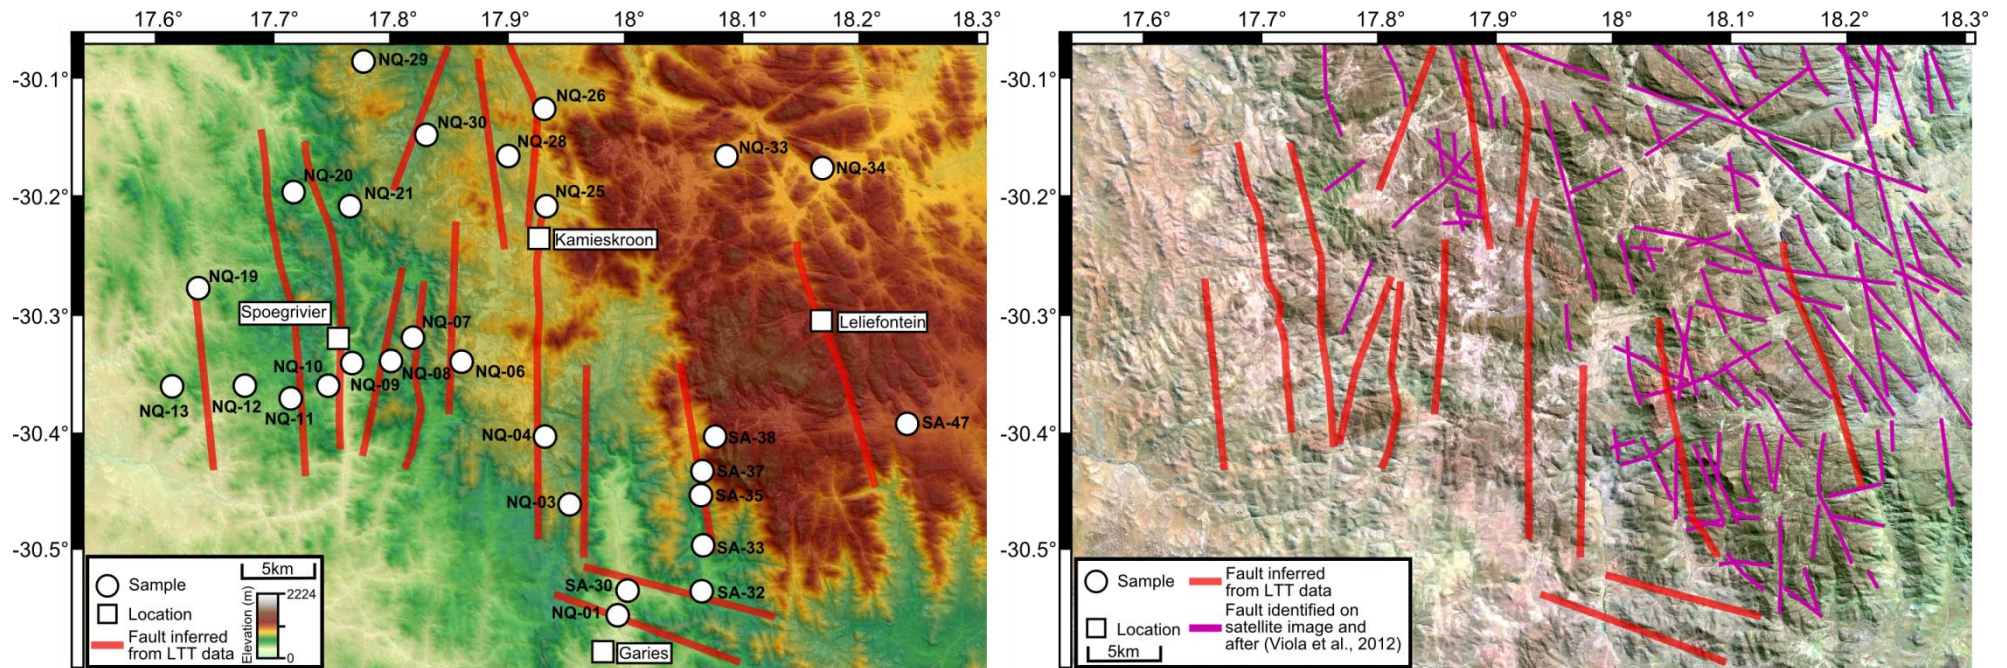 17.6° 17.7° 17.8° 17.9° 18° 18.1° 18.2° 18.3°
-30.1°
-30.2°
-30.3°
-30.4°
-30.5°
NQ-29
NQ-26
NQ-30
NQ-28
NQ-33
NQ-34
NQ-20
NQ-21
NQ-25
Kamieskroon
NQ-19
Spoegrivier
NQ-07
Leliefontein
NQ-10
NQ-09
NQ-08
NQ-06
NQ-13
NQ-12
NQ-11
NQ-04
SA-38
SA-47
SA-37
NQ-03
SA-35
SA-33
SA-30
SA-32
NQ-01
Garies
Sample
Location
Fault inferred
from LTT data
5km
Elevation (m)
2224
0
17.6° 17.7° 17.8° 17.9° 18° 18.1° 18.2° 18.3°
-30.1°
-30.2°
-30.3°
-30.4°
-30.5°
Sample
Location
5km
Fault inferred
from LTT data
Fault identified on
satellite image and
after (Viola et al., 2012)